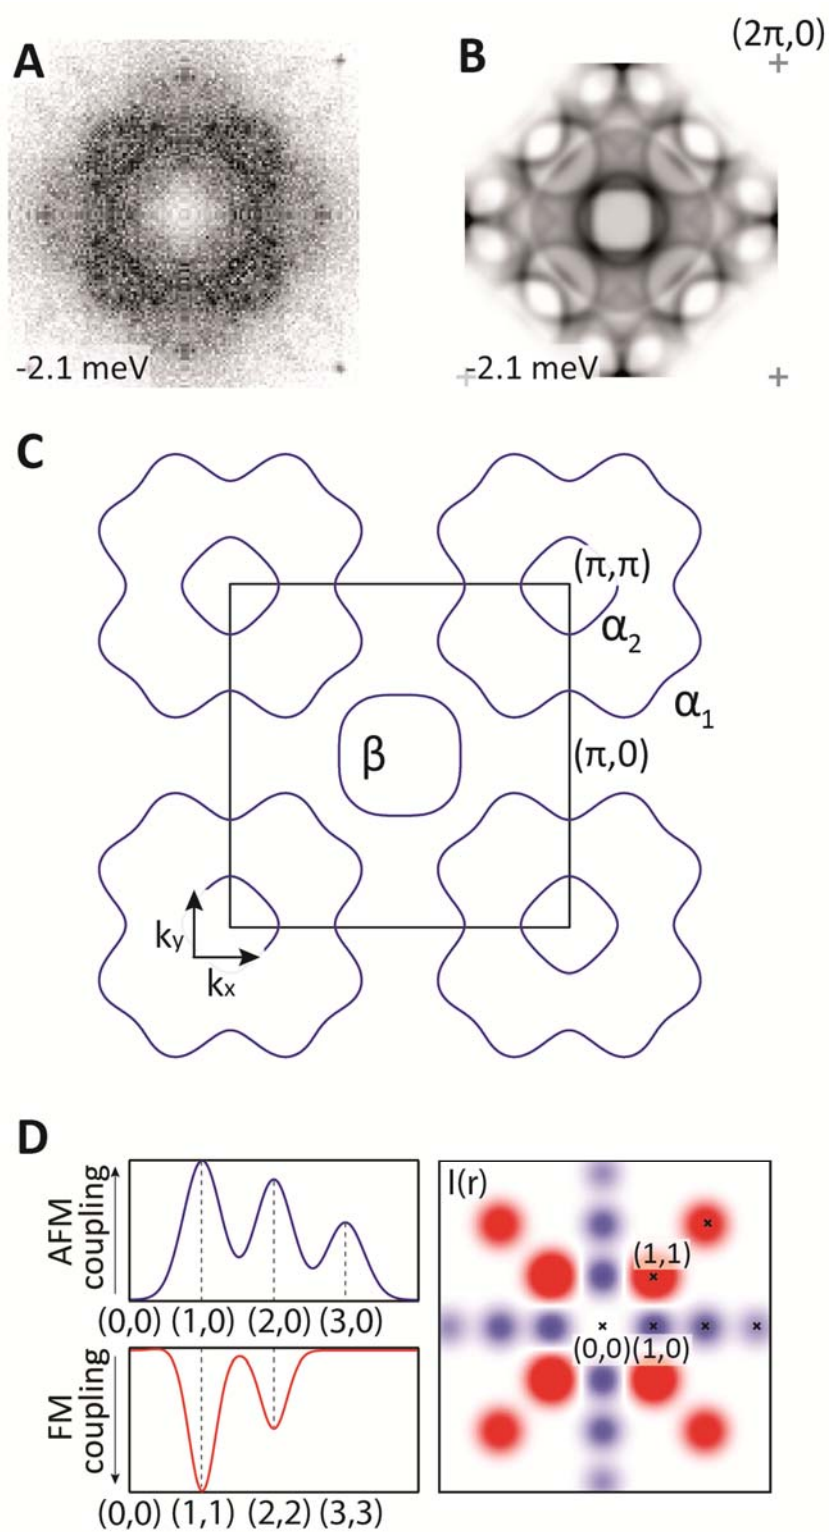 A
-2.1 meV
B
(2π,0)
-2.1 meV
C
(π,π)
α2
α1
β
(π,0)
ky
kx
D
AFM
coupling
(0,0) (1,0) (2,0) (3,0)
FM
coupling
(0,0) (1,1) (2,2) (3,3)
I(r)
(1,1)
(0,0)(1,0)